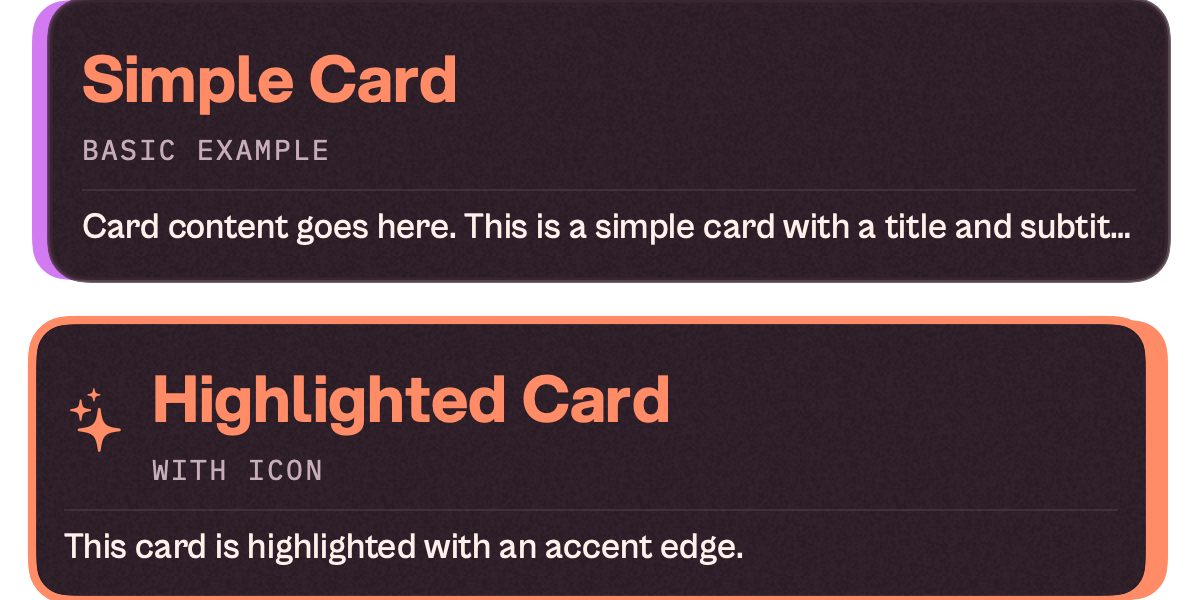 Simple Card
BASIC EXAMPLE
Card content goes here. This is a simple card with a title and subtit...
Highlighted Card
WITH ICON
This card is highlighted with an accent edge.